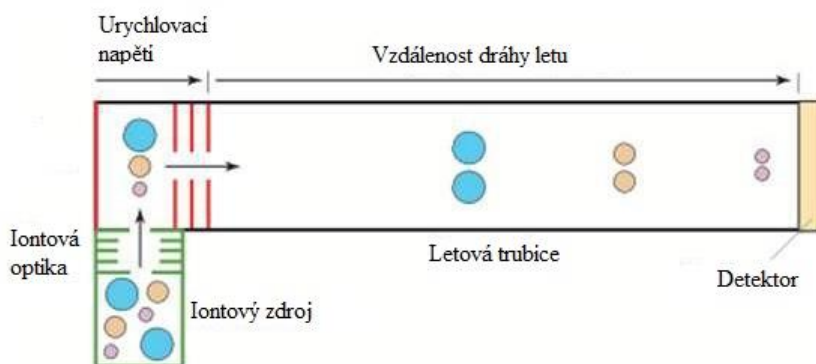 Urychlovací
napětí
Vzdálenost dráhy letu
Iontová
optika
Letová trubice
Detektor
Iontový zdroj